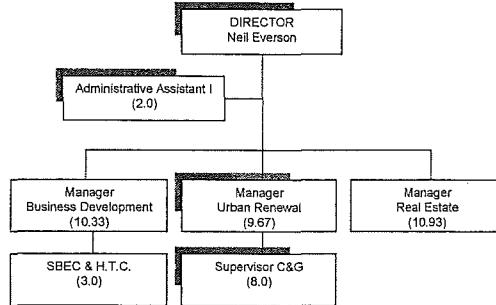 DIRECTOR
Neil Everson
Administrative Assistant I
(2.0)
Manager
Business Development
(10.33)
Manager
Urban Renewal
(9.67)
Manager
Real Estate
(10.93)
SBEC & H.T.C.
(3.0)
Supervisor C&G
(8.0)